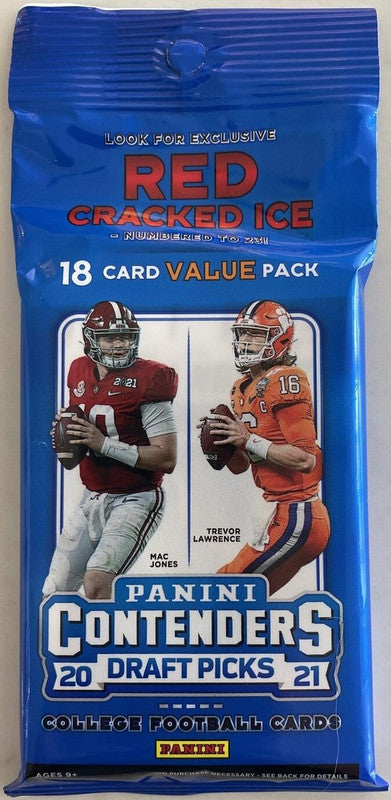 LOOK FOR EXCLUSIVE
RED
CRACKED ICE
- NUMBERED TO 23!
18 CARD VALUE PACK
2021
10
16
C
MAC
JONES
TREVOR
LAWRENCE
PANINI
CONTENDERS
20 DRAFT PICKS 21
COLLEGE FOOTBALL CARDS
PANINI
AGES 9+
NO PURCHASE NECESSARY - SEE BACK FOR DETAILS